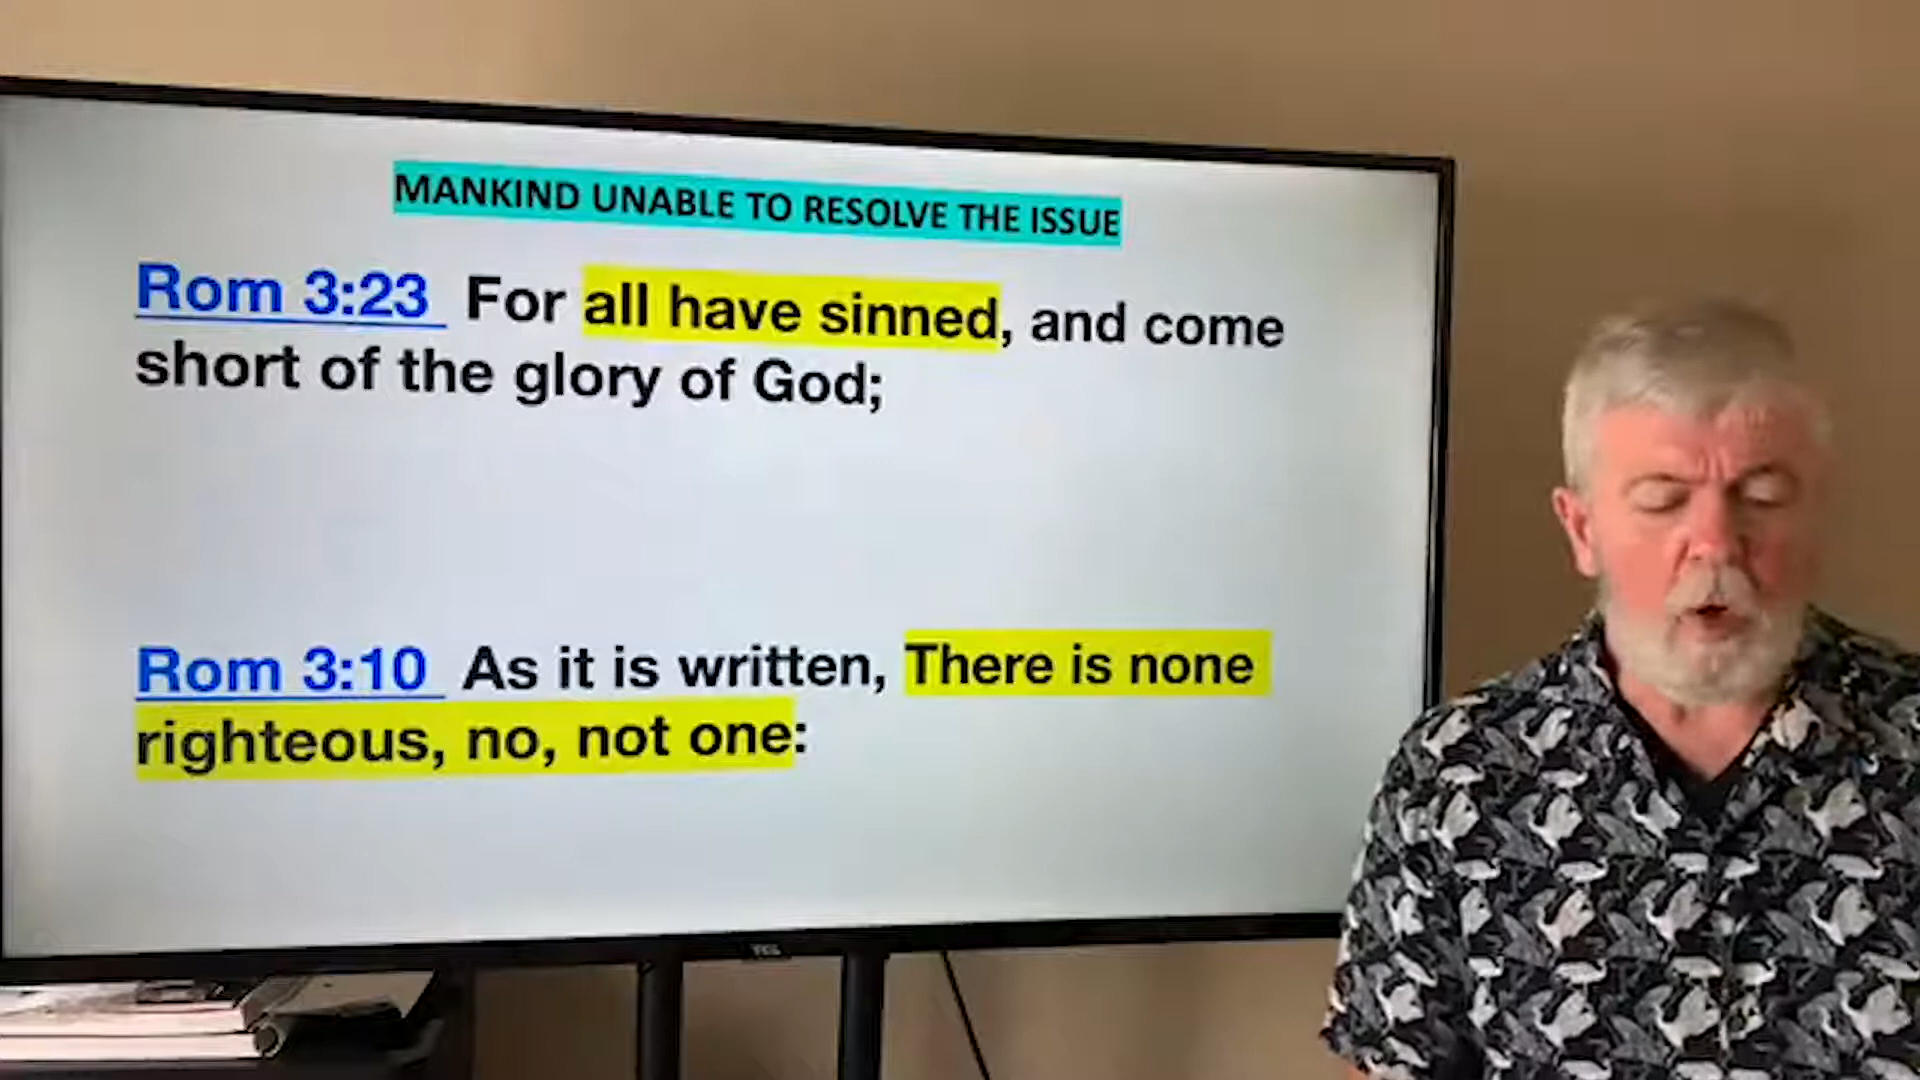 MANKIND UNABLE TO RESOLVE THE ISSUE
Rom 3:23 For all have sinned, and come
short of the glory of God;
Rom 3:10 As it is written, There is none
righteous, no, not one: